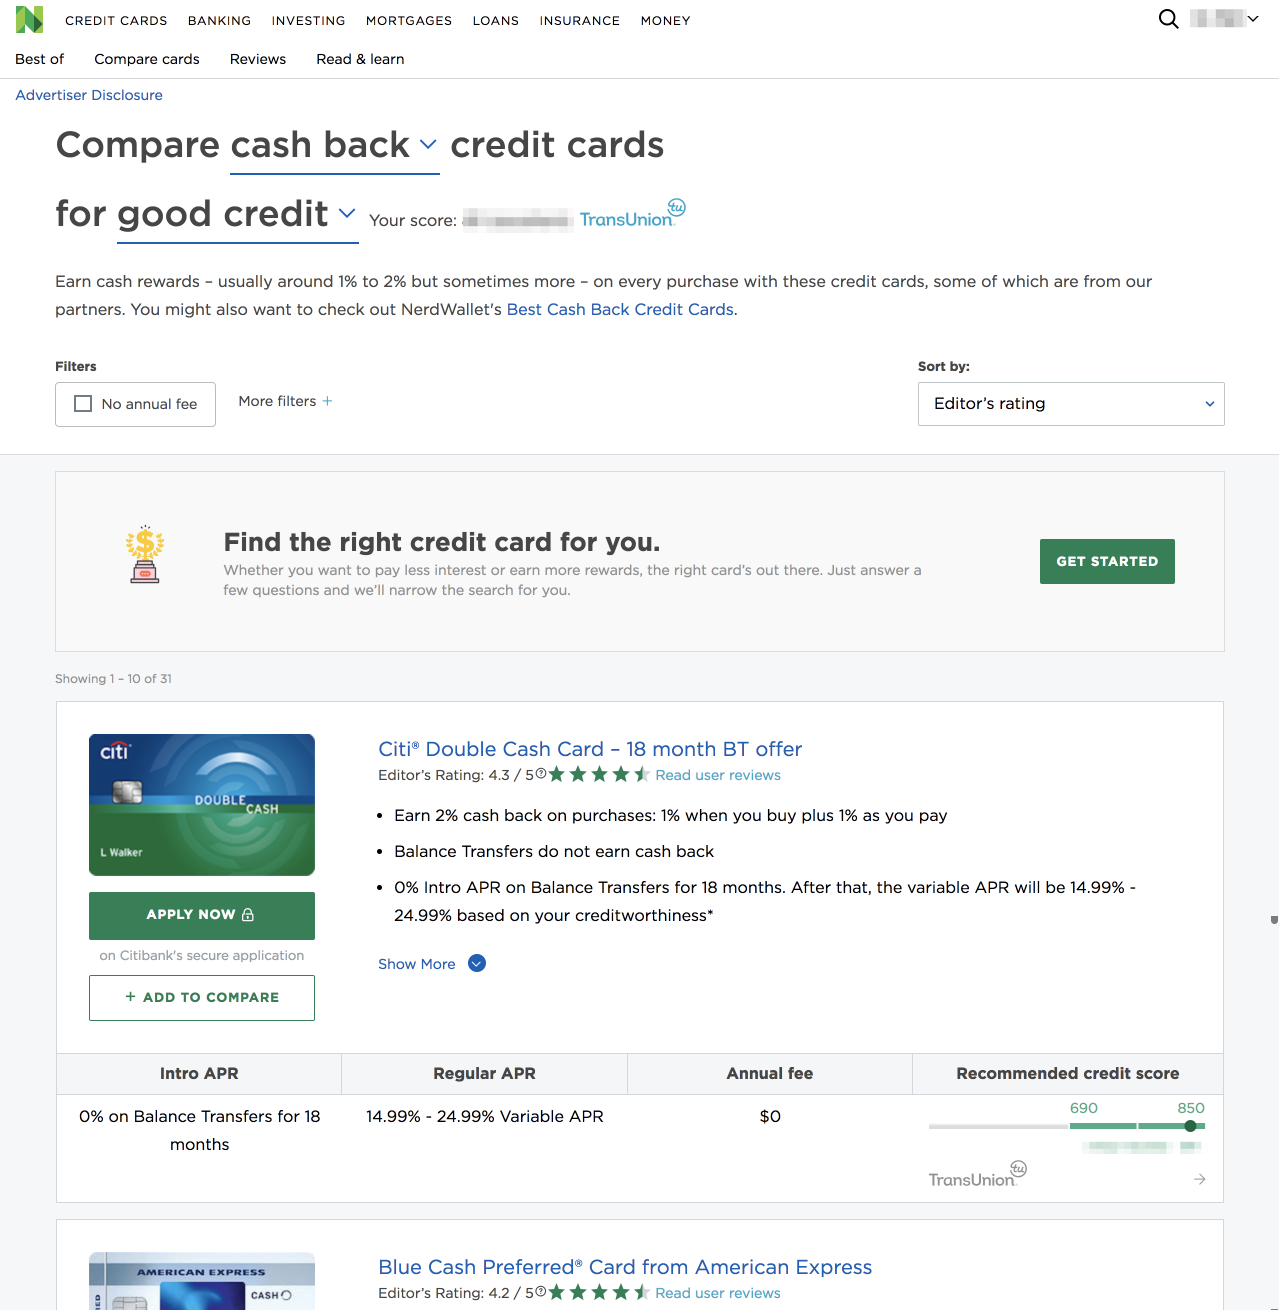 CREDIT CARDS BANKING INVESTING MORTGAGES LOANS INSURANCE MONEY
Best of Compare cards Reviews Read & learn
Advertiser Disclosure
Compare cash back credit cards
for good credit Your score: TransUnion tu
Earn cash rewards – usually around 1% to 2% but sometimes more – on every purchase with these credit cards, some of which are from our
partners. You might also want to check out NerdWallet's Best Cash Back Credit Cards.
Filters
Sort by:
No annual fee More filters +
Editor’s rating
Find the right credit card for you.
Whether you want to pay less interest or earn more rewards, the right card’s out there. Just answer a
few questions and we’ll narrow the search for you.
GET STARTED
Showing 1 – 10 of 31
citi
DOUBLE
CASH
L Walker
APPLY NOW
on Citibank's secure application
+ ADD TO COMPARE
Citi® Double Cash Card – 18 month BT offer
Editor’s Rating: 4.3 / 5 Read user reviews
• Earn 2% cash back on purchases: 1% when you buy plus 1% as you pay
• Balance Transfers do not earn cash back
• 0% Intro APR on Balance Transfers for 18 months. After that, the variable APR will be 14.99% -
24.99% based on your creditworthiness*
Show More
Intro APR Regular APR Annual fee Recommended credit score
0% on Balance Transfers for 18
months
14.99% - 24.99% Variable APR
$0
690 850
TransUnion tu
AMERICAN EXPRESS
CASH
Blue Cash Preferred® Card from American Express
Editor’s Rating: 4.2 / 5 Read user reviews